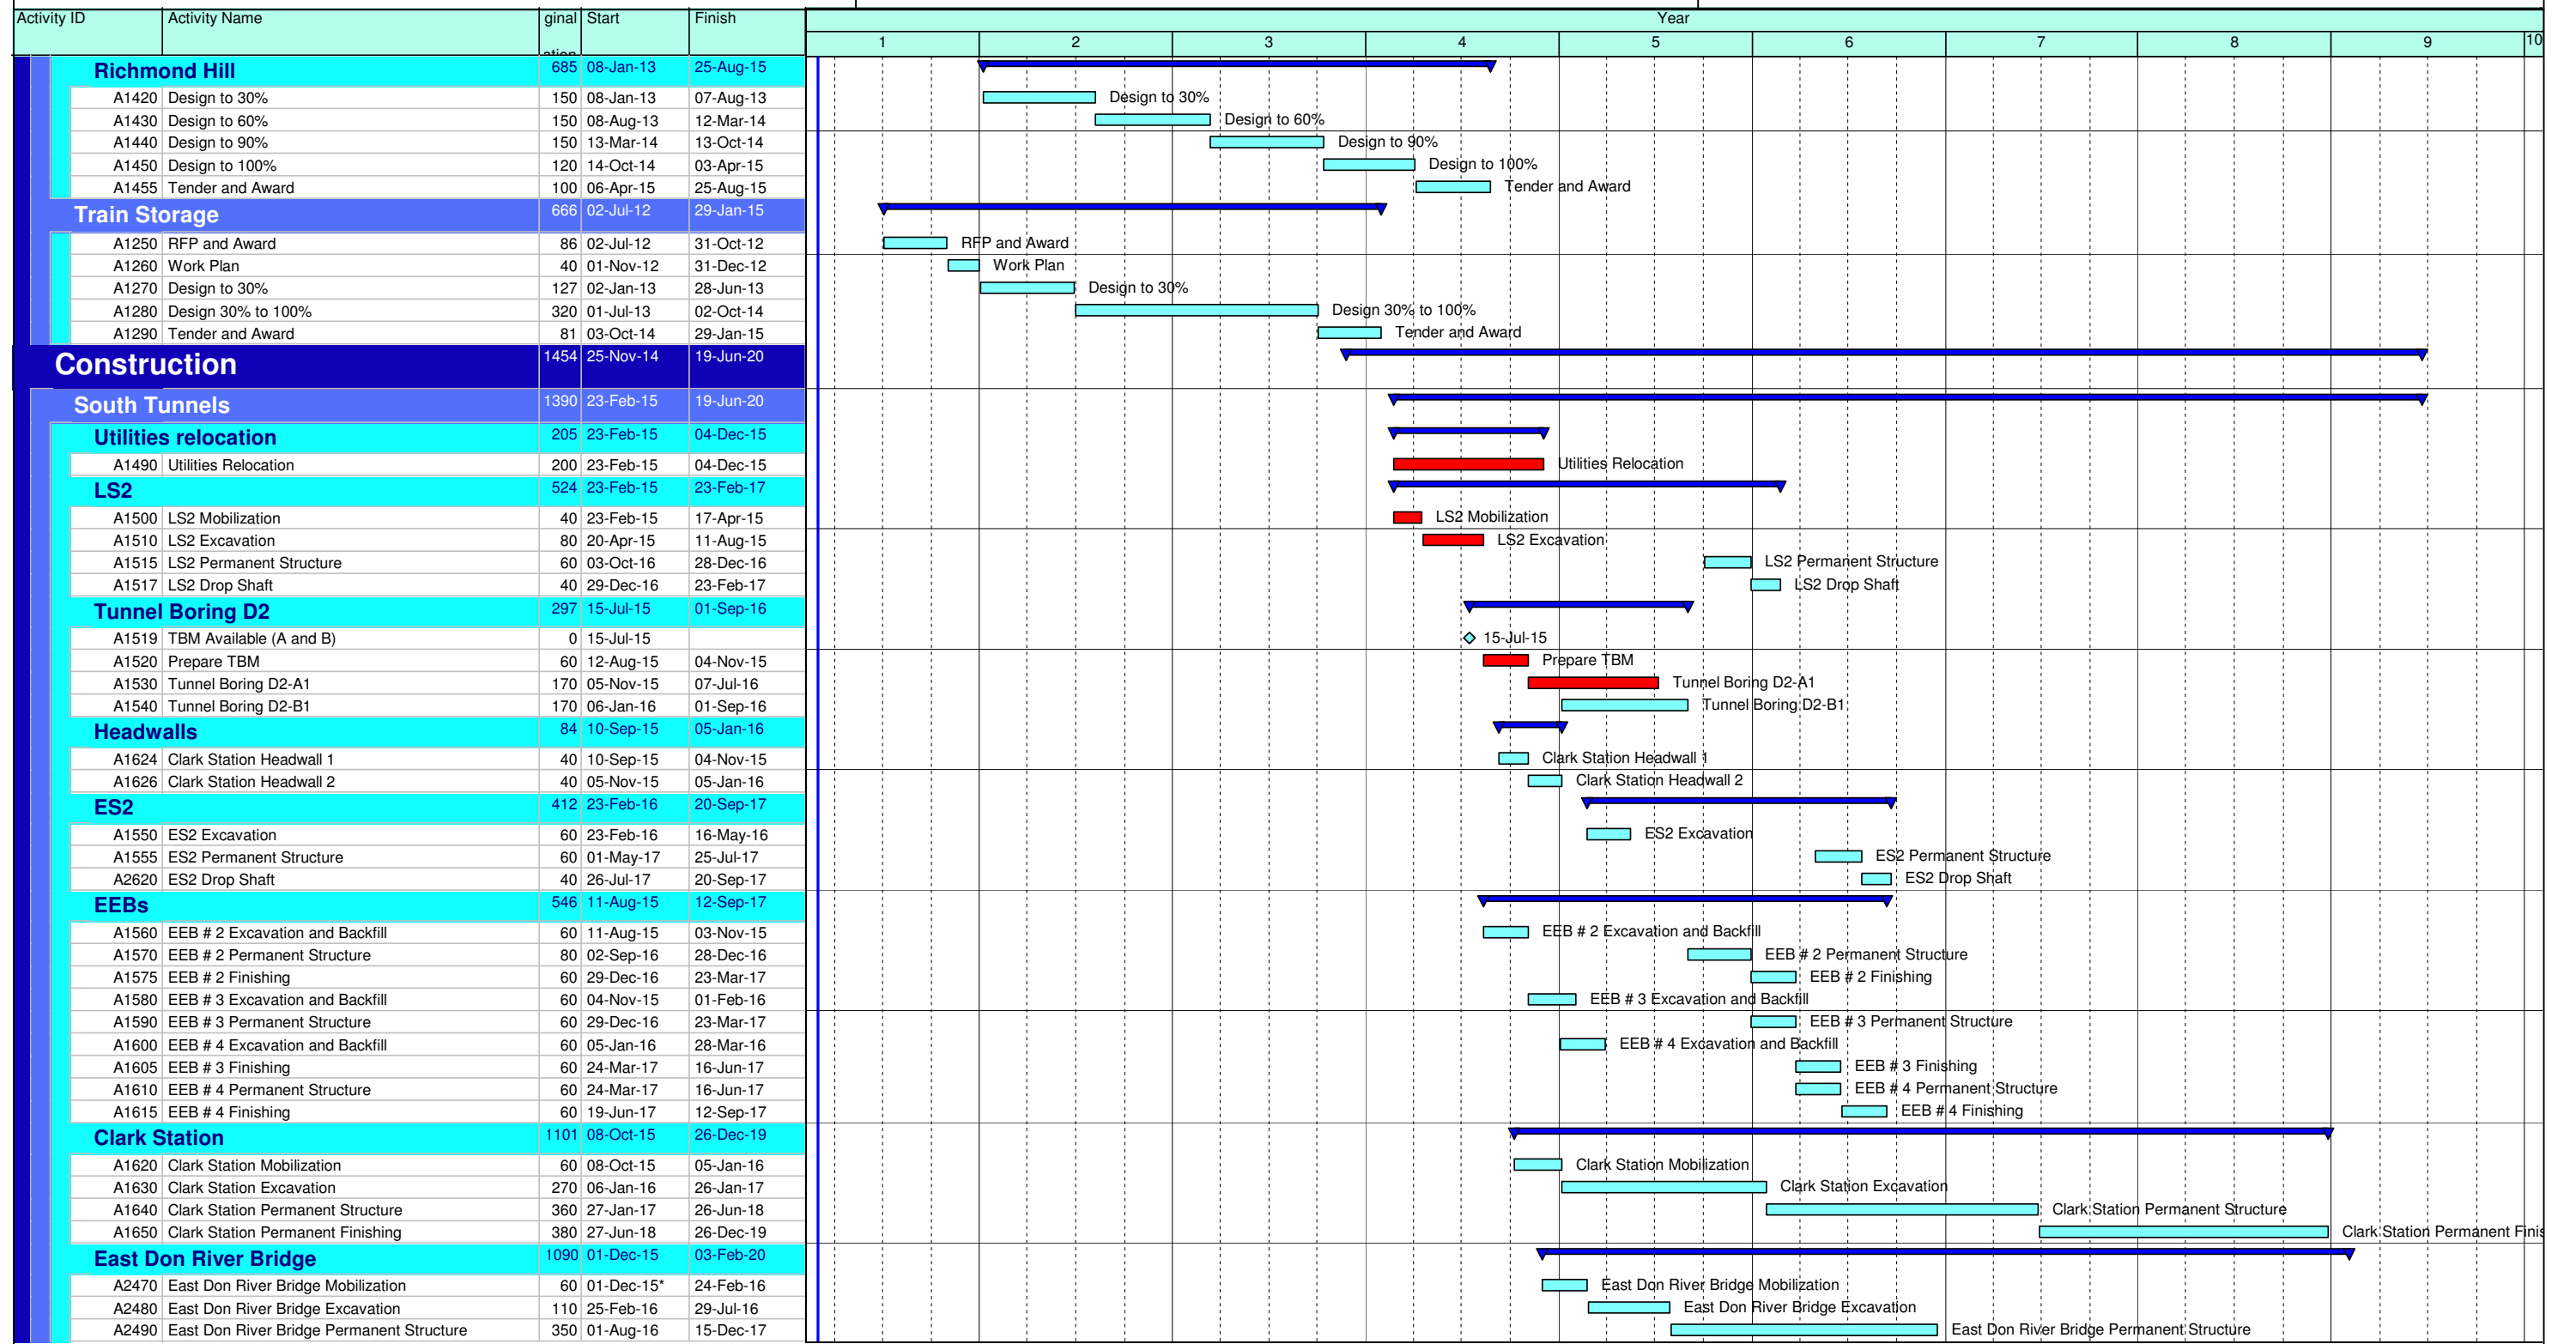 Activity ID Activity Name ginal Start Finish Year
1 2 3 4 5 6 7 8 9 10
Richmond Hill 685 08-Jan-13 25-Aug-15
A1420 Design to 30% 150 08-Jan-13 07-Aug-13 Design to 30%
A1430 Design to 60% 150 08-Aug-13 12-Mar-14 Design to 60%
A1440 Design to 90% 150 13-Mar-14 13-Oct-14 Design to 90%
A1450 Design to 100% 120 14-Oct-14 03-Apr-15 Design to 100%
A1455 Tender and Award 100 06-Apr-15 25-Aug-15 Tender and Award
Train Storage 666 02-Jul-12 29-Jan-15
A1250 RFP and Award 86 02-Jul-12 31-Oct-12 RFP and Award
A1260 Work Plan 40 01-Nov-12 31-Dec-12 Work Plan
A1270 Design to 30% 127 02-Jan-13 28-Jun-13 Design to 30%
A1280 Design 30% to 100% 320 01-Jul-13 02-Oct-14 Design 30% to 100%
A1290 Tender and Award 81 03-Oct-14 29-Jan-15 Tender and Award
Construction 1454 25-Nov-14 19-Jun-20
South Tunnels 1390 23-Feb-15 19-Jun-20
Utilities relocation 205 23-Feb-15 04-Dec-15
A1490 Utilities Relocation 200 23-Feb-15 04-Dec-15 Utilities Relocation
LS2 524 23-Feb-15 23-Feb-17
A1500 LS2 Mobilization 40 23-Feb-15 17-Apr-15 LS2 Mobilization
A1510 LS2 Excavation 80 20-Apr-15 11-Aug-15 LS2 Excavation
A1515 LS2 Permanent Structure 60 03-Oct-16 28-Dec-16 LS2 Permanent Structure
A1517 LS2 Drop Shaft 40 29-Dec-16 23-Feb-17 LS2 Drop Shaft
Tunnel Boring D2 297 15-Jul-15 01-Sep-16
A1519 TBM Available (A and B) 0 15-Jul-15 15-Jul-15
A1520 Prepare TBM 60 12-Aug-15 04-Nov-15 Prepare TBM
A1530 Tunnel Boring D2-A1 170 05-Nov-15 07-Jul-16 Tunnel Boring D2-A1
A1540 Tunnel Boring D2-B1 170 06-Jan-16 01-Sep-16 Tunnel Boring D2-B1
Headwalls 84 10-Sep-15 05-Jan-16
A1624 Clark Station Headwall 1 40 10-Sep-15 04-Nov-15 Clark Station Headwall 1
A1626 Clark Station Headwall 2 40 05-Nov-15 05-Jan-16 Clark Station Headwall 2
ES2 412 23-Feb-16 20-Sep-17
A1550 ES2 Excavation 60 23-Feb-16 16-May-16 ES2 Excavation
A1555 ES2 Permanent Structure 60 01-May-17 25-Jul-17 ES2 Permanent Structure
A2620 ES2 Drop Shaft 40 26-Jul-17 20-Sep-17 ES2 Drop Shaft
EEBs 546 11-Aug-15 12-Sep-17
A1560 EEB # 2 Excavation and Backfill 60 11-Aug-15 03-Nov-15 EEB # 2 Excavation and Backfill
A1570 EEB # 2 Permanent Structure 80 02-Sep-16 28-Dec-16 EEB # 2 Permanent Structure
A1575 EEB # 2 Finishing 60 29-Dec-16 23-Mar-17 EEB # 2 Finishing
A1580 EEB # 3 Excavation and Backfill 60 04-Nov-15 01-Feb-16 EEB # 3 Excavation and Backfill
A1590 EEB # 3 Permanent Structure 60 29-Dec-16 23-Mar-17 EEB # 3 Permanent Structure
A1600 EEB # 4 Excavation and Backfill 60 05-Jan-16 28-Mar-16 EEB # 4 Excavation and Backfill
A1605 EEB # 3 Finishing 60 24-Mar-17 16-Jun-17 EEB # 3 Finishing
A1610 EEB # 4 Permanent Structure 60 24-Mar-17 16-Jun-17 EEB # 4 Permanent Structure
A1615 EEB # 4 Finishing 60 19-Jun-17 12-Sep-17 EEB # 4 Finishing
Clark Station 1101 08-Oct-15 26-Dec-19
A1620 Clark Station Mobilization 60 08-Oct-15 05-Jan-16 Clark Station Mobilization
A1630 Clark Station Excavation 270 06-Jan-16 26-Jan-17 Clark Station Excavation
A1640 Clark Station Permanent Structure 360 27-Jan-17 26-Jun-18 Clark Station Permanent Structure
A1650 Clark Station Permanent Finishing 380 27-Jun-18 26-Dec-19 Clark Station Permanent Finis
East Don River Bridge 1090 01-Dec-15 03-Feb-20
A2470 East Don River Bridge Mobilization 60 01-Dec-15* 24-Feb-16 East Don River Bridge Mobilization
A2480 East Don River Bridge Excavation 110 25-Feb-16 29-Jul-16 East Don River Bridge Excavation
A2490 East Don River Bridge Permanent Structure 350 01-Aug-16 15-Dec-17 East Don River Bridge Permanent Structure